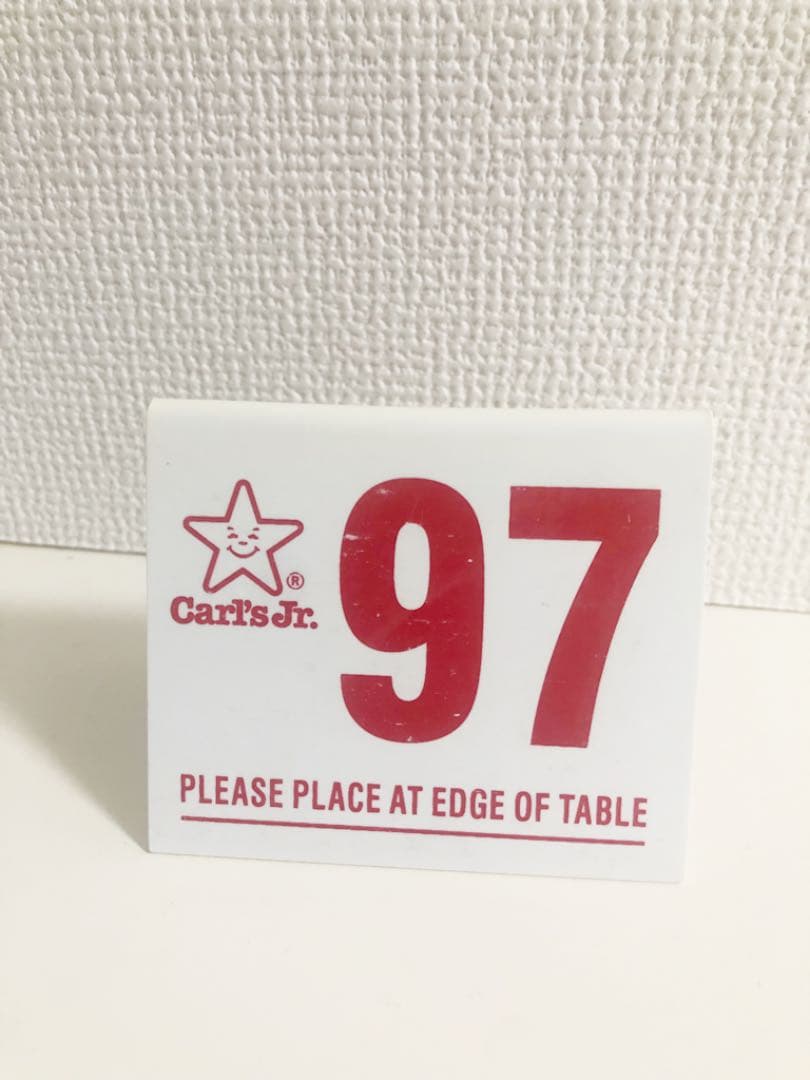 97
®
Carl's Jr.
PLEASE PLACE AT EDGE OF TABLE